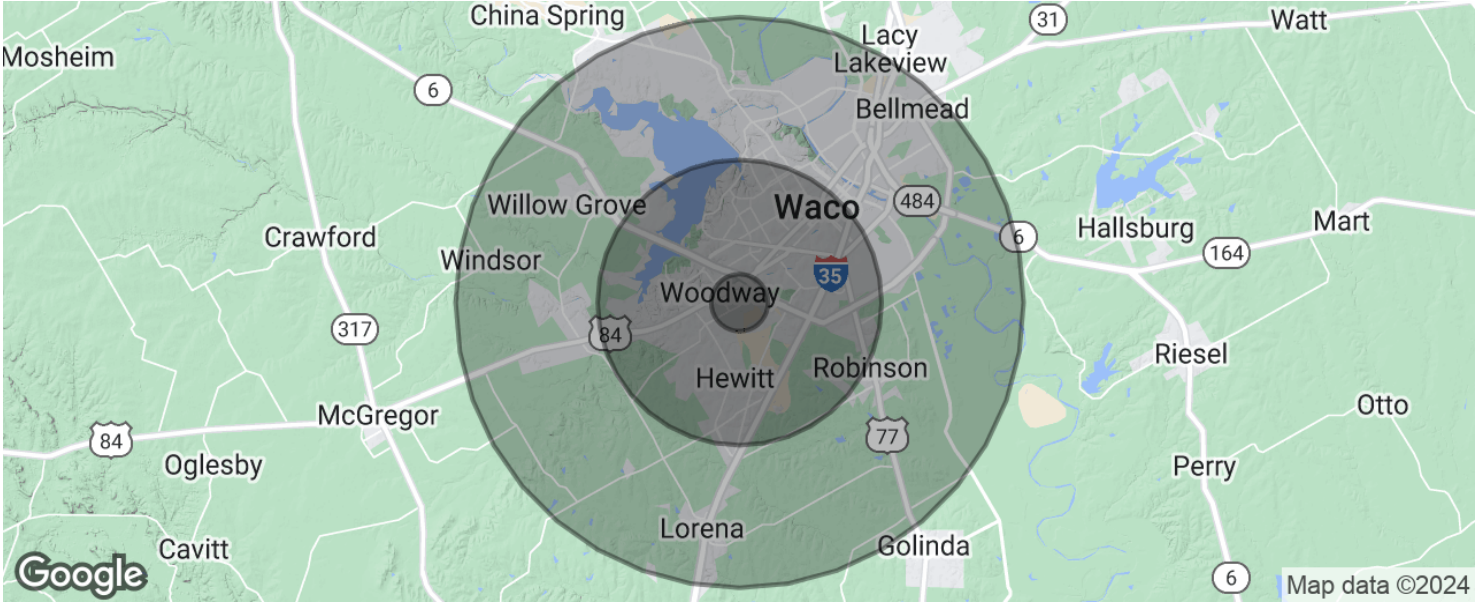 China Spring
31
Watt
Lacy
Lakeview
Mosheim
6
Bellmead
Willow Grove
Waco
484
Crawford
6
Hallsburg
Mart
164
Windsor
35
Woodway
317
84
Riesel
Hewitt
Robinson
McGregor
Otto
84
77
Oglesby
Perry
Lorena
Golinda
Cavitt
Google
6
Map data ©2024